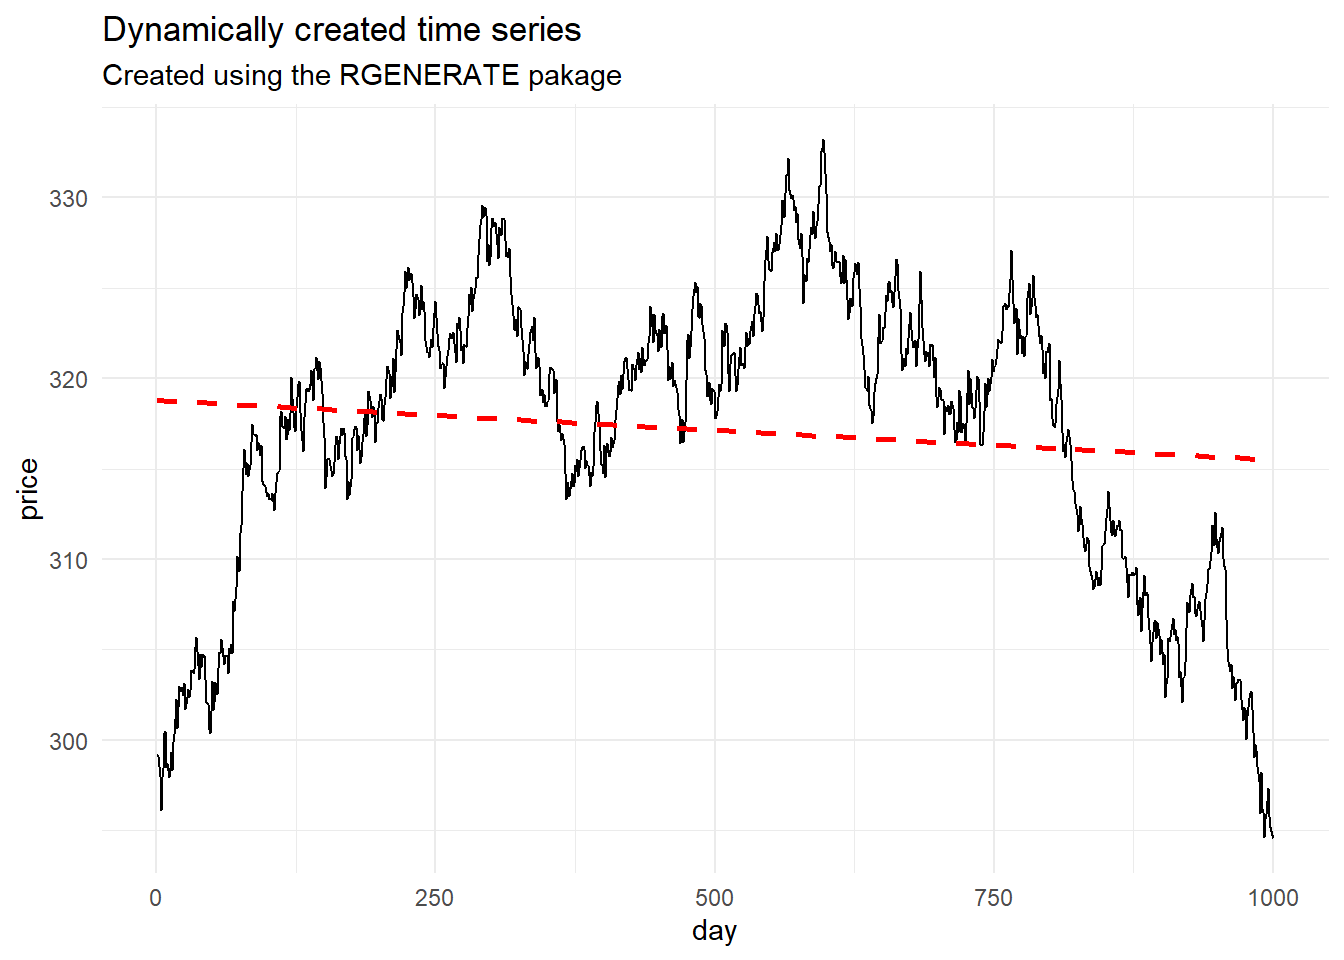 Dynamically created time series
Created using the RGENERATE pakage
330
320
310
300
price
0 250 500 750 1000
day